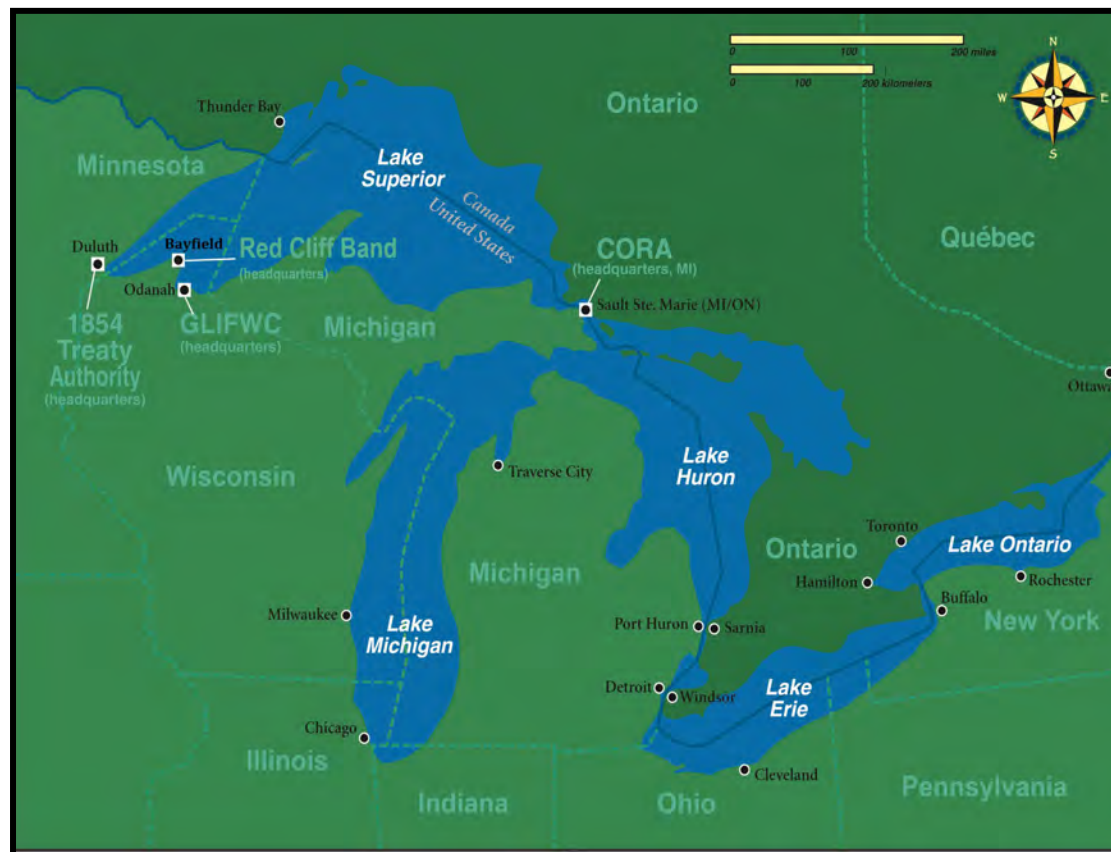 0 100 200 miles
0 100 200 kilometers
N
W E
S
Thunder Bay
Ontario
Minnesota
Lake
Superior
Canada
United States
Québec
Duluth
Bayfield
Red Cliff Band
(headquarters)
CORA
(headquarters, MI)
Odanah
Sault Ste. Marie (MI/ON)
1854
Treaty
Authority
(headquarters)
GLIFWC
(headquarters)
Michigan
Ottawa
Wisconsin
Traverse City
Lake
Huron
Toronto
Ontario
Lake Ontario
Michigan
Hamilton
Rochester
Buffalo
New York
Milwaukee
Lake
Michigan
Port Huron
Sarnia
Detroit
Windsor
Lake
Erie
Chicago
Illinois
Cleveland
Indiana
Ohio
Pennsylvania